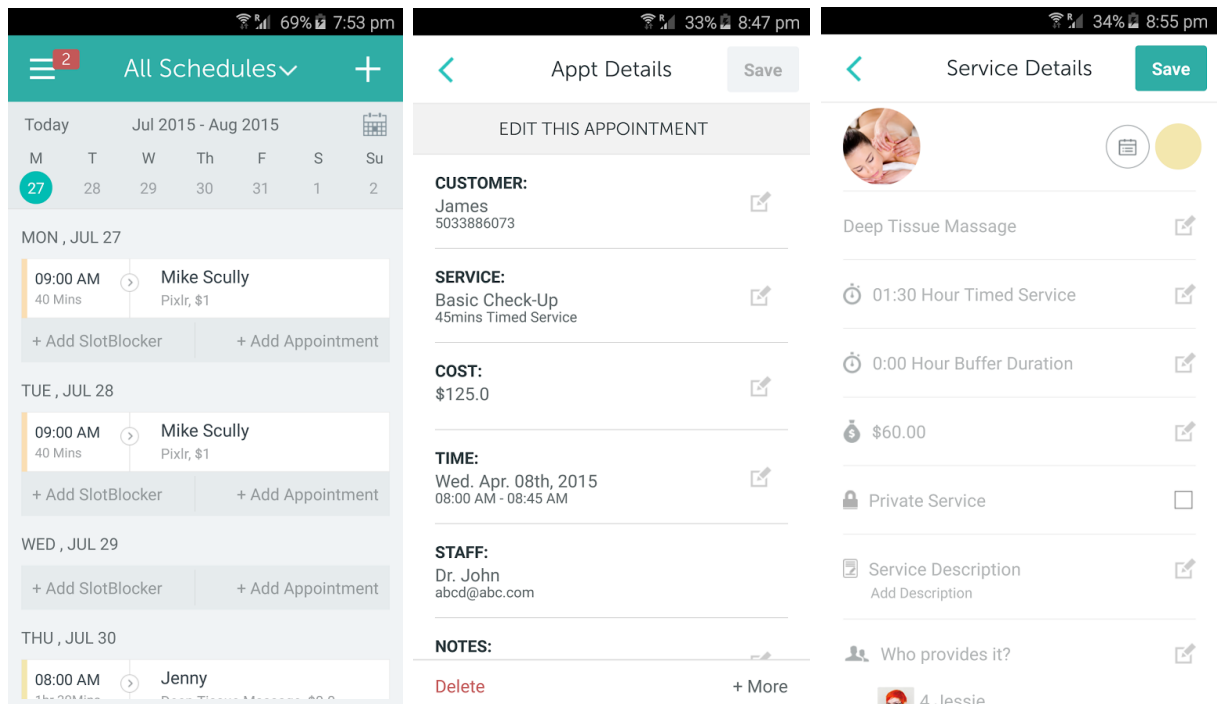 R 69% 7:53 pm
2
All Schedules
Today Jul 2015 - Aug 2015
M T W Th F S Su
27 28 29 30 31 1 2
MON , JUL 27
09:00 AM Mike Scully
40 Mins Pixlr, $1
+ Add SlotBlocker + Add Appointment
TUE , JUL 28
09:00 AM Mike Scully
40 Mins Pixlr, $1
+ Add SlotBlocker + Add Appointment
WED , JUL 29
+ Add SlotBlocker + Add Appointment
THU , JUL 30
08:00 AM Jenny
Deep Tissue Massage,
R 33% 8:47 pm
Appt Details Save
EDIT THIS APPOINTMENT
CUSTOMER:
James
5033886073
SERVICE:
Basic Check-Up
45mins Timed Service
COST:
$125.0
TIME:
Wed. Apr. 08th, 2015
08:00 AM - 08:45 AM
STAFF:
Dr. John
abcd@abc.com
NOTES:
Delete + More
R 34% 8:55 pm
Service Details Save
Deep Tissue Massage
01:30 Hour Timed Service
0:00 Hour Buffer Duration
$60.00
Private Service
Service Description
Add Description
Who provides it?
4 Jessie